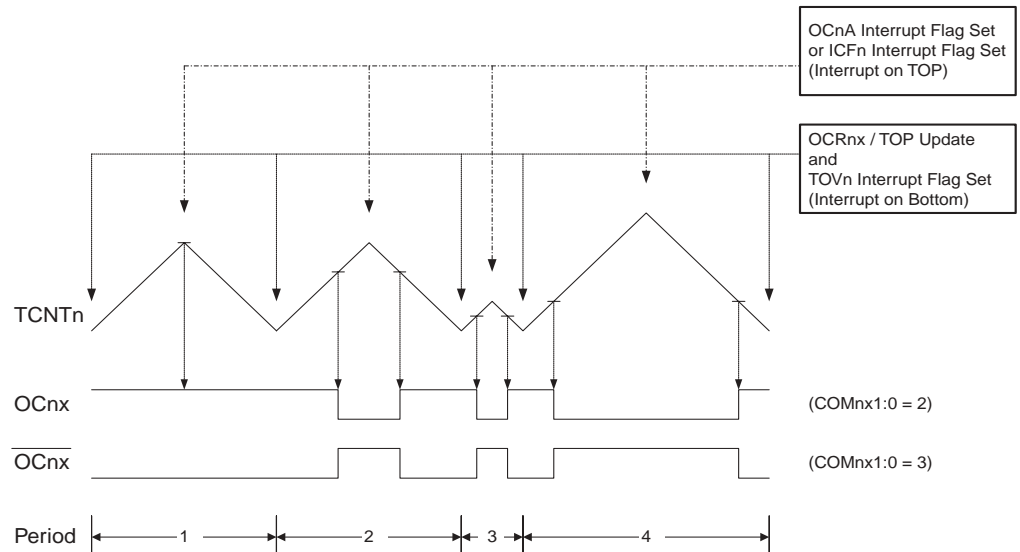 OCnA Interrupt Flag Set
or ICFn Interrupt Flag Set
(Interrupt on TOP)
OCRnx / TOP Update
and
TOVn Interrupt Flag Set
(Interrupt on Bottom)
TCNTn
OCnx
(COMnx1:0 = 2)
OCnx
(COMnx1:0 = 3)
Period
1
2
3
4